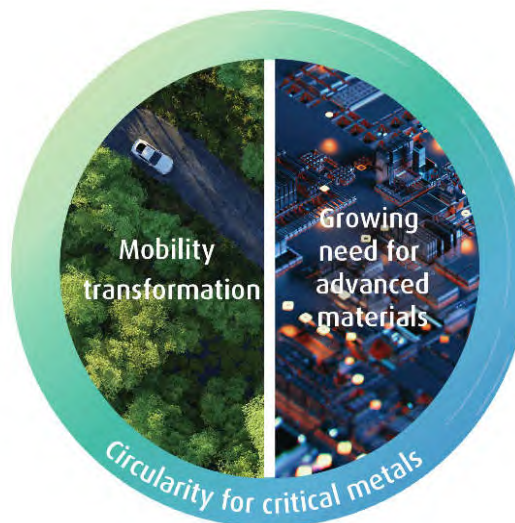 Mobility
transformation
Growing
need for
advanced
materials
Circularity for critical metals